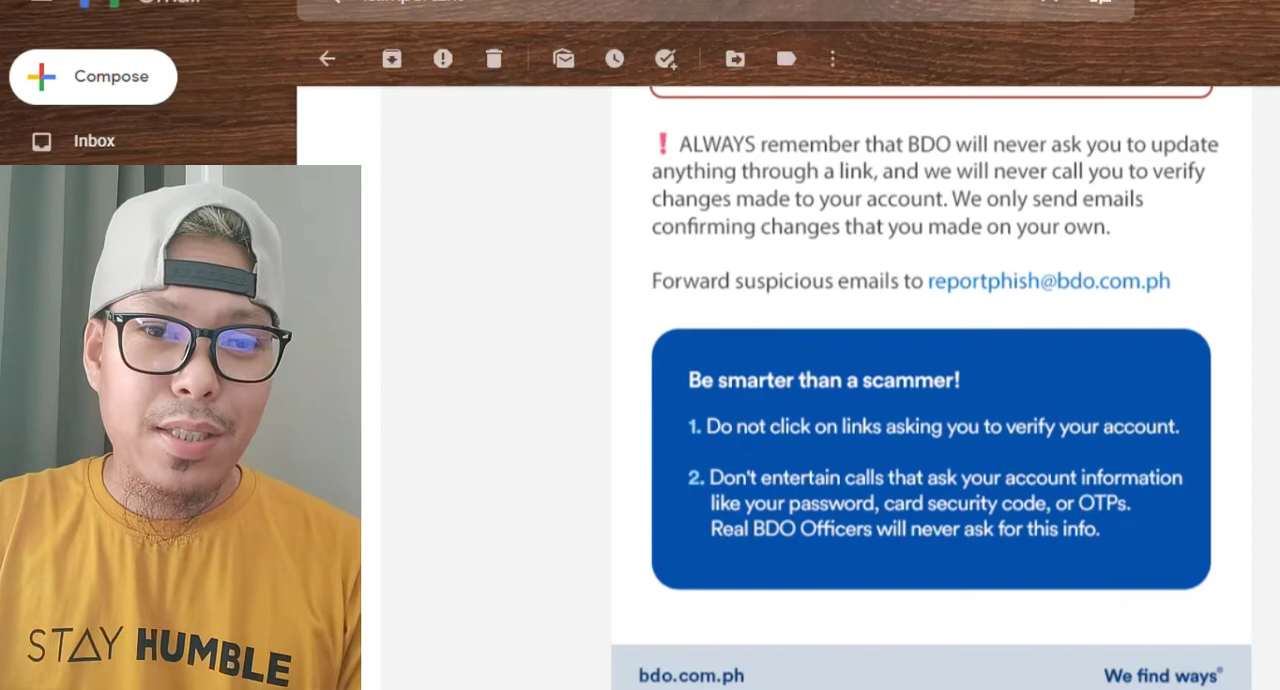 Gmail
Compose
Inbox
❗ ALWAYS remember that BDO will never ask you to update
anything through a link, and we will never call you to verify
changes made to your account. We only send emails
confirming changes that you made on your own.
Forward suspicious emails to reportphish@bdo.com.ph
Be smarter than a scammer!
1. Do not click on links asking you to verify your account.
2. Don't entertain calls that ask your account information
like your password, card security code, or OTPs.
Real BDO Officers will never ask for this info.
bdo.com.ph
We find ways®
STAY HUMBLE